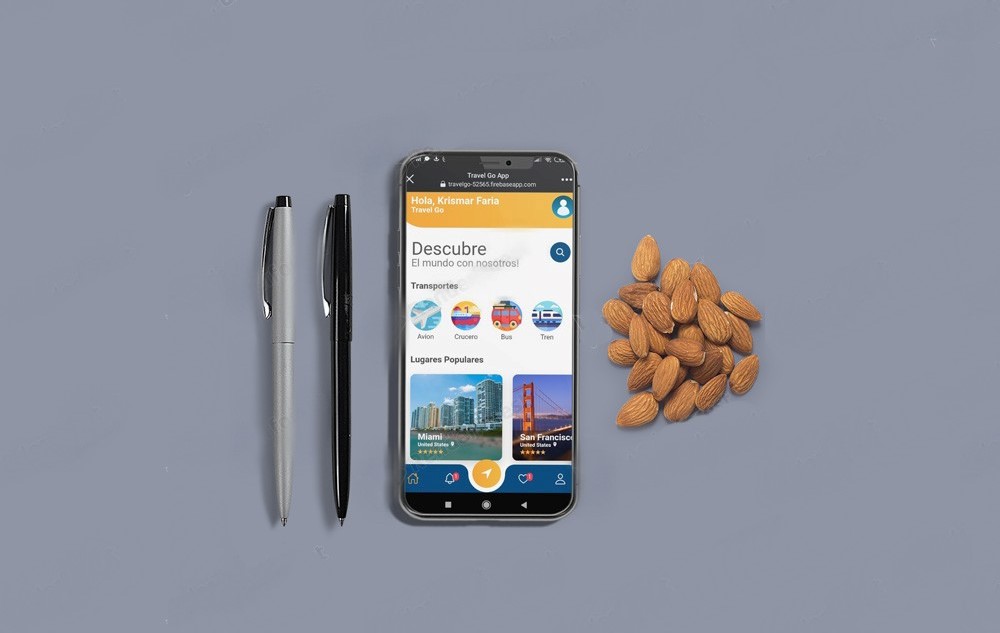 Travel Go App
travelgo-52565.firebaseapp.com
Hola, Krismar Faria
Travel Go
Descubre
El mundo con nosotros!
Transportes
Avion Crucero Bus Tren
Lugares Populares
Miami
United States
San Francisc
United States